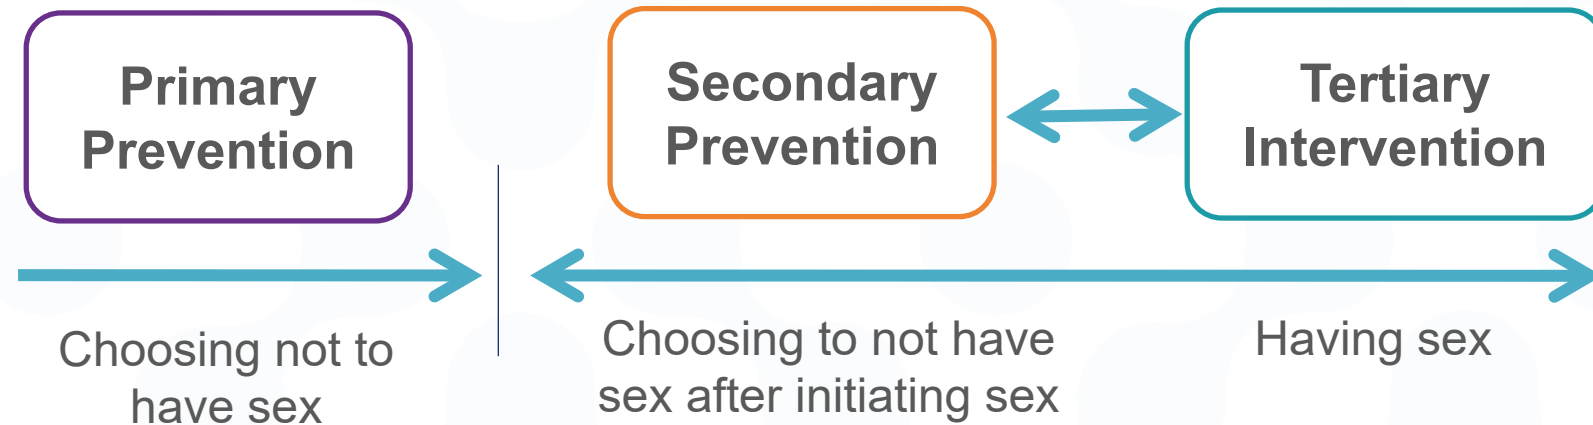 Primary
Prevention
Secondary
Prevention
Tertiary
Intervention
Choosing not to
have sex
Choosing to not have
sex after initiating sex
Having sex